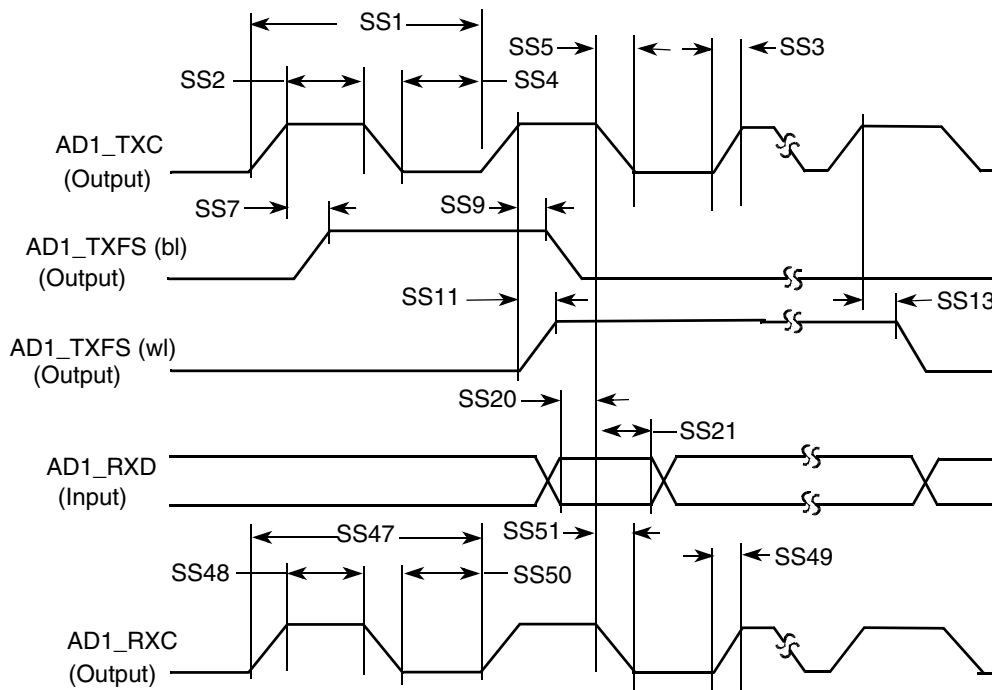 SS1
SS5
SS3
SS2
SS4
AD1_TXC
(Output)
SS7
SS9
AD1_TXFS (bl)
(Output)
SS11
SS13
AD1_TXFS (wl)
(Output)
SS20
SS21
AD1_RXD
(Input)
SS47
SS51
SS49
SS48
SS50
AD1_RXC
(Output)